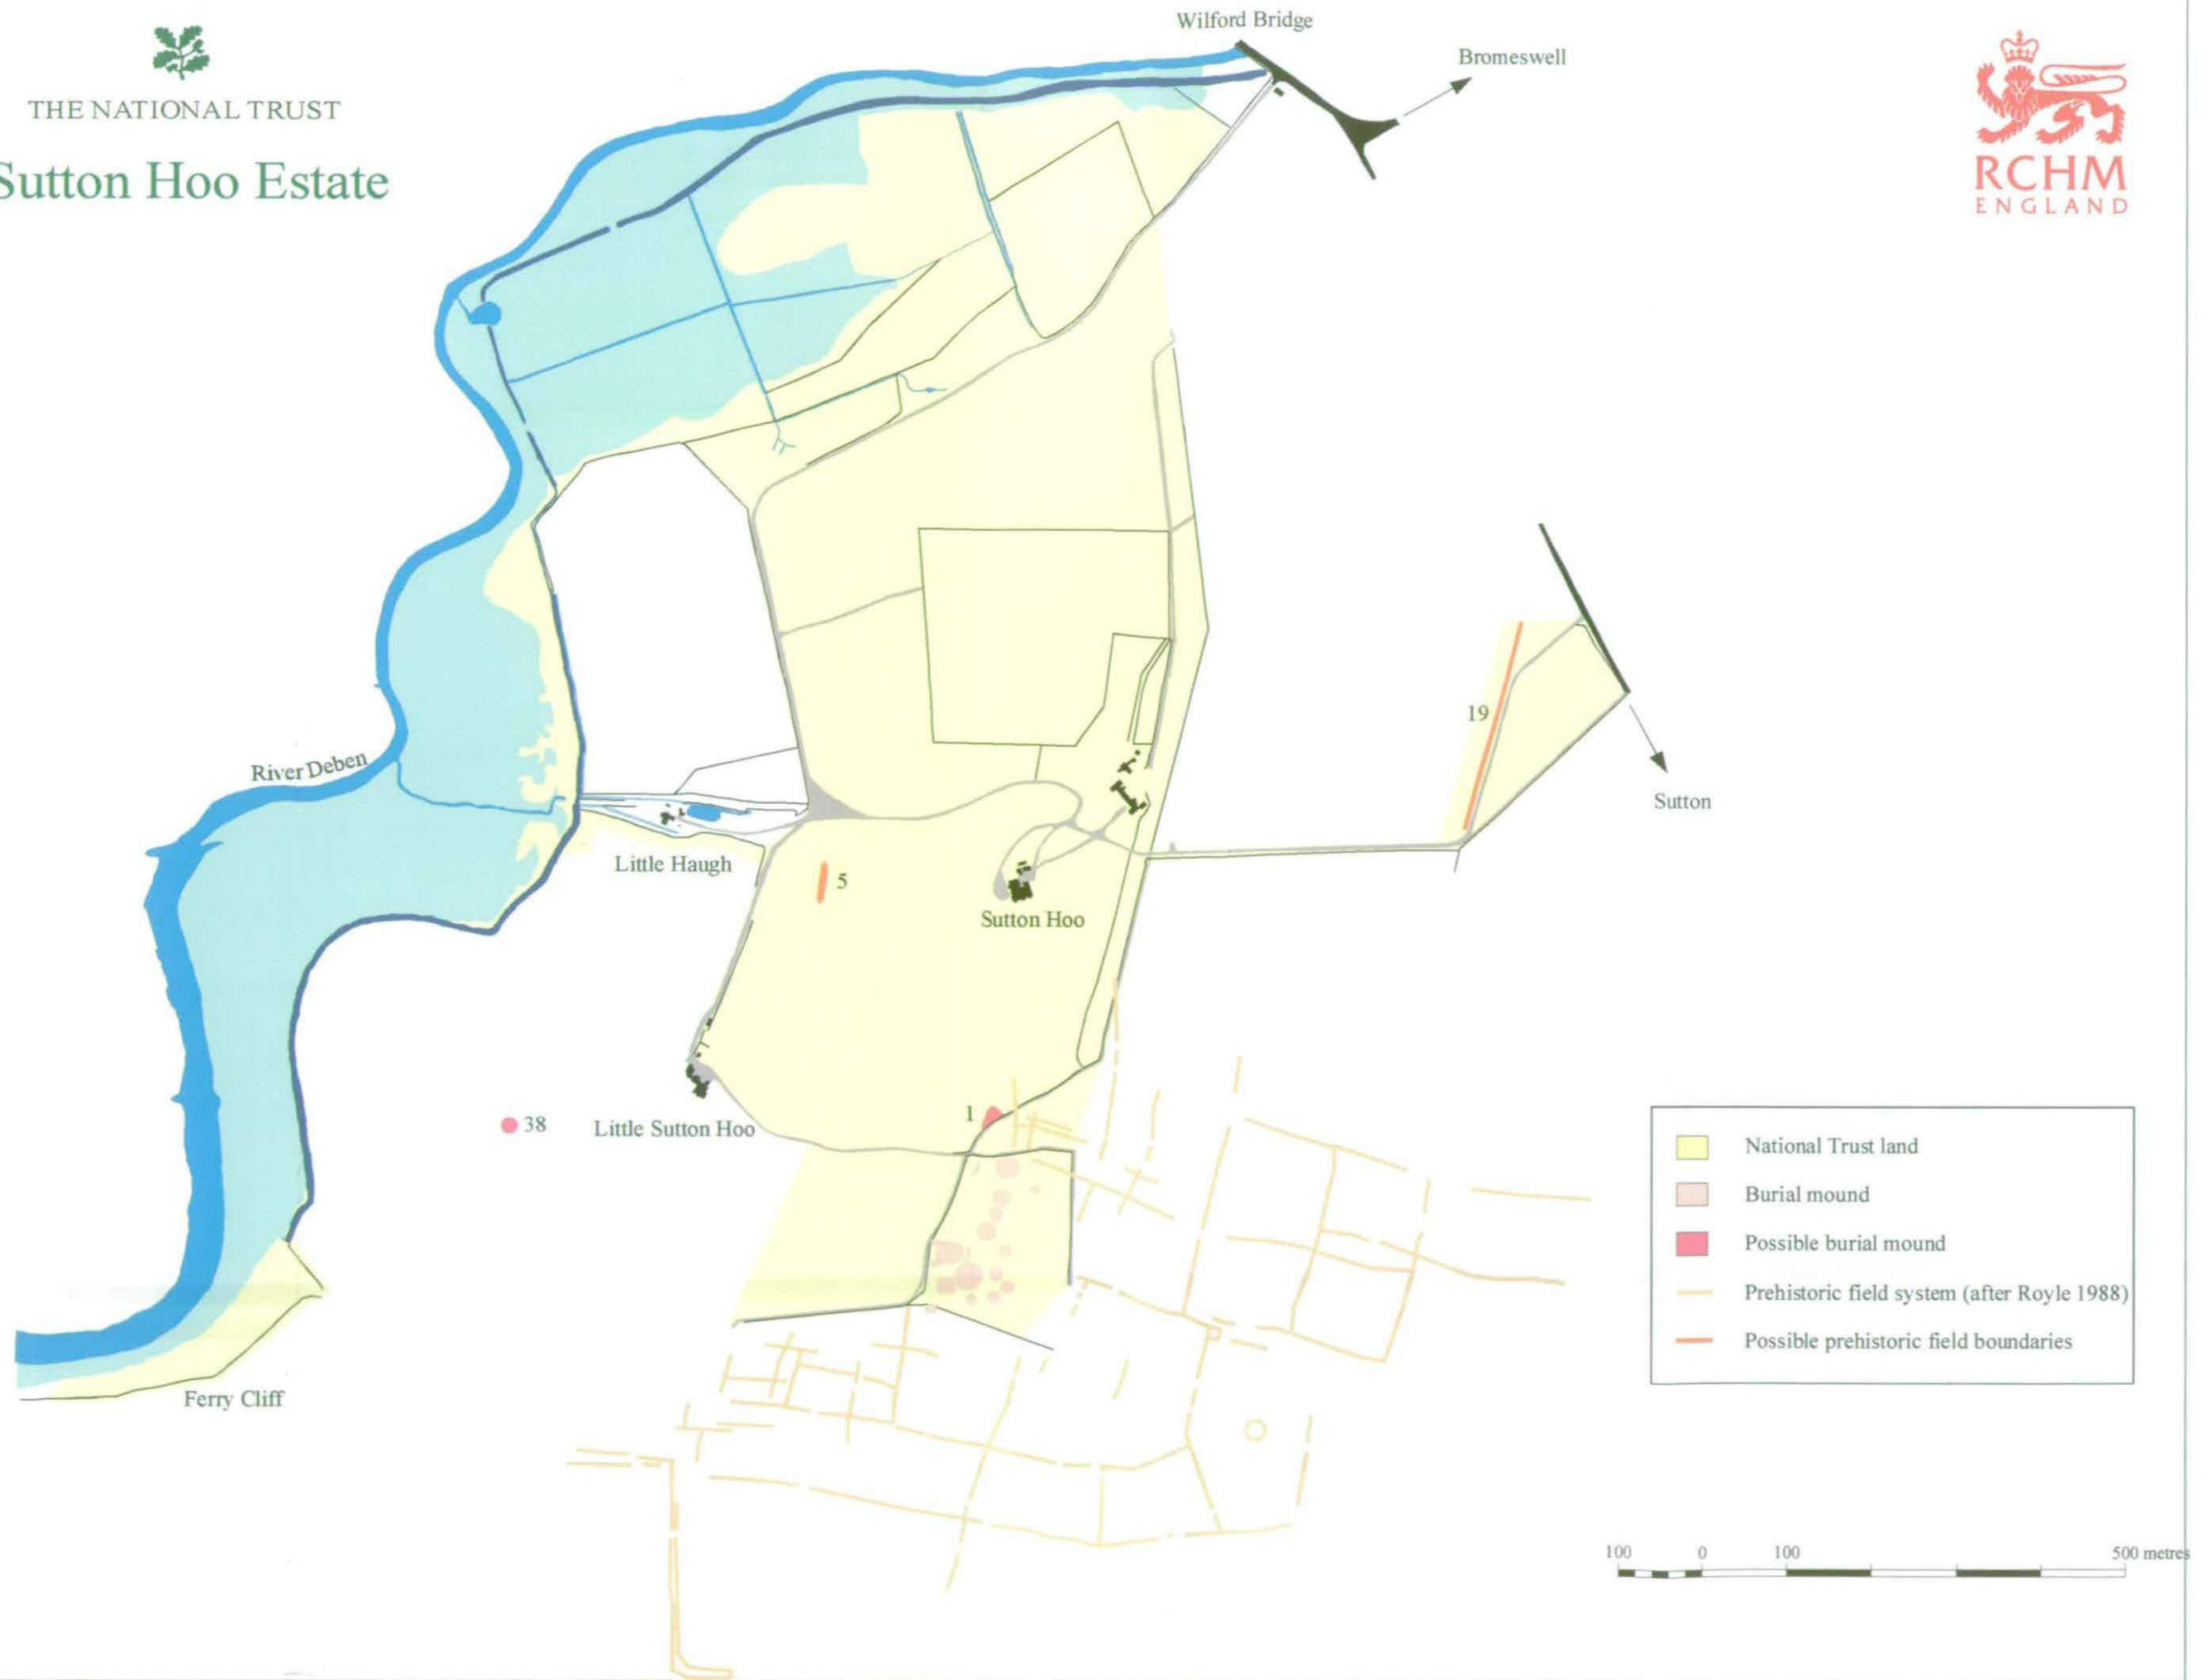 THE NATIONAL TRUST
Sutton Hoo Estate
Wilford Bridge
Bromeswell
RCHM
ENGLAND
19
River Deben
Sutton
Little Haugh
5
Sutton Hoo
1
38
Little Sutton Hoo
National Trust land
Burial mound
Possible burial mound
Prehistoric field system (after Royle 1988)
Possible prehistoric field boundaries
Ferry Cliff
100 0 100 500 metres